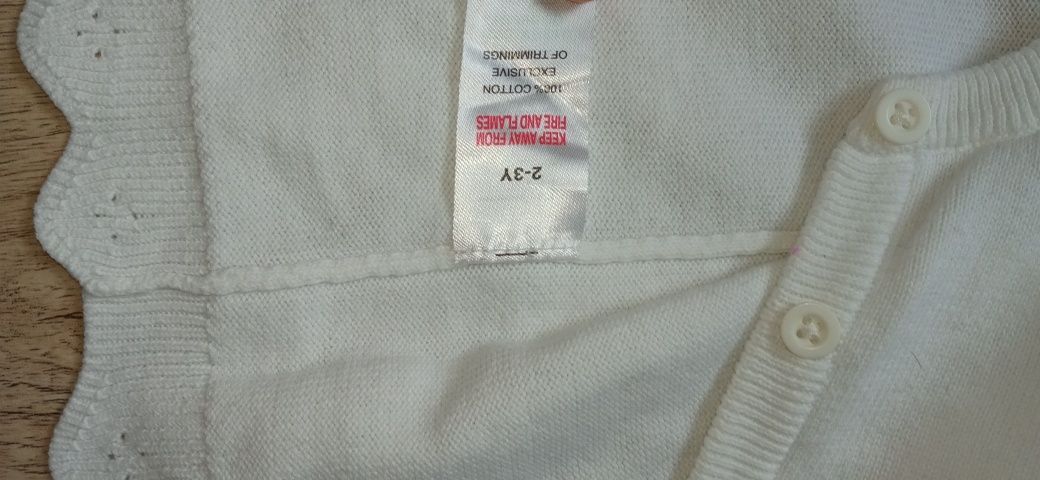 2-3Y
KEEP AWAY FROM
FIRE AND FLAMES
100% COTTON
EXCLUSIVE
OF TRIMMINGS